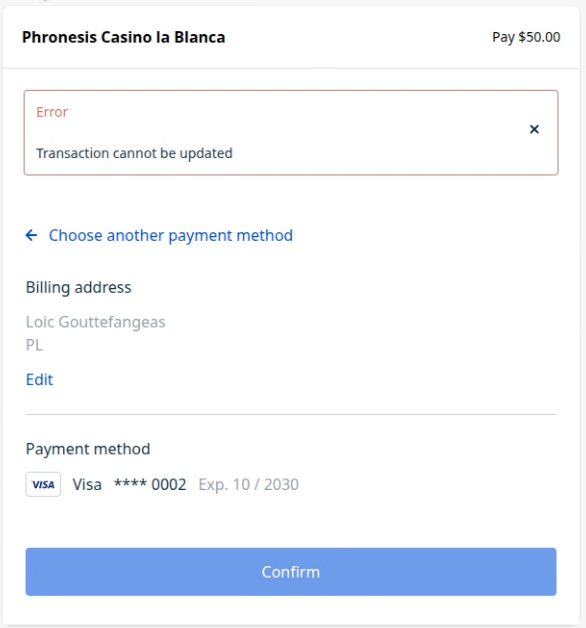 Phronesis Casino la Blanca
Pay $50.00
Error
Transaction cannot be updated
Choose another payment method
Billing address
Loic Gouttefangeas
PL
Edit
Payment method
VISA Visa **** 0002 Exp. 10 / 2030
Confirm